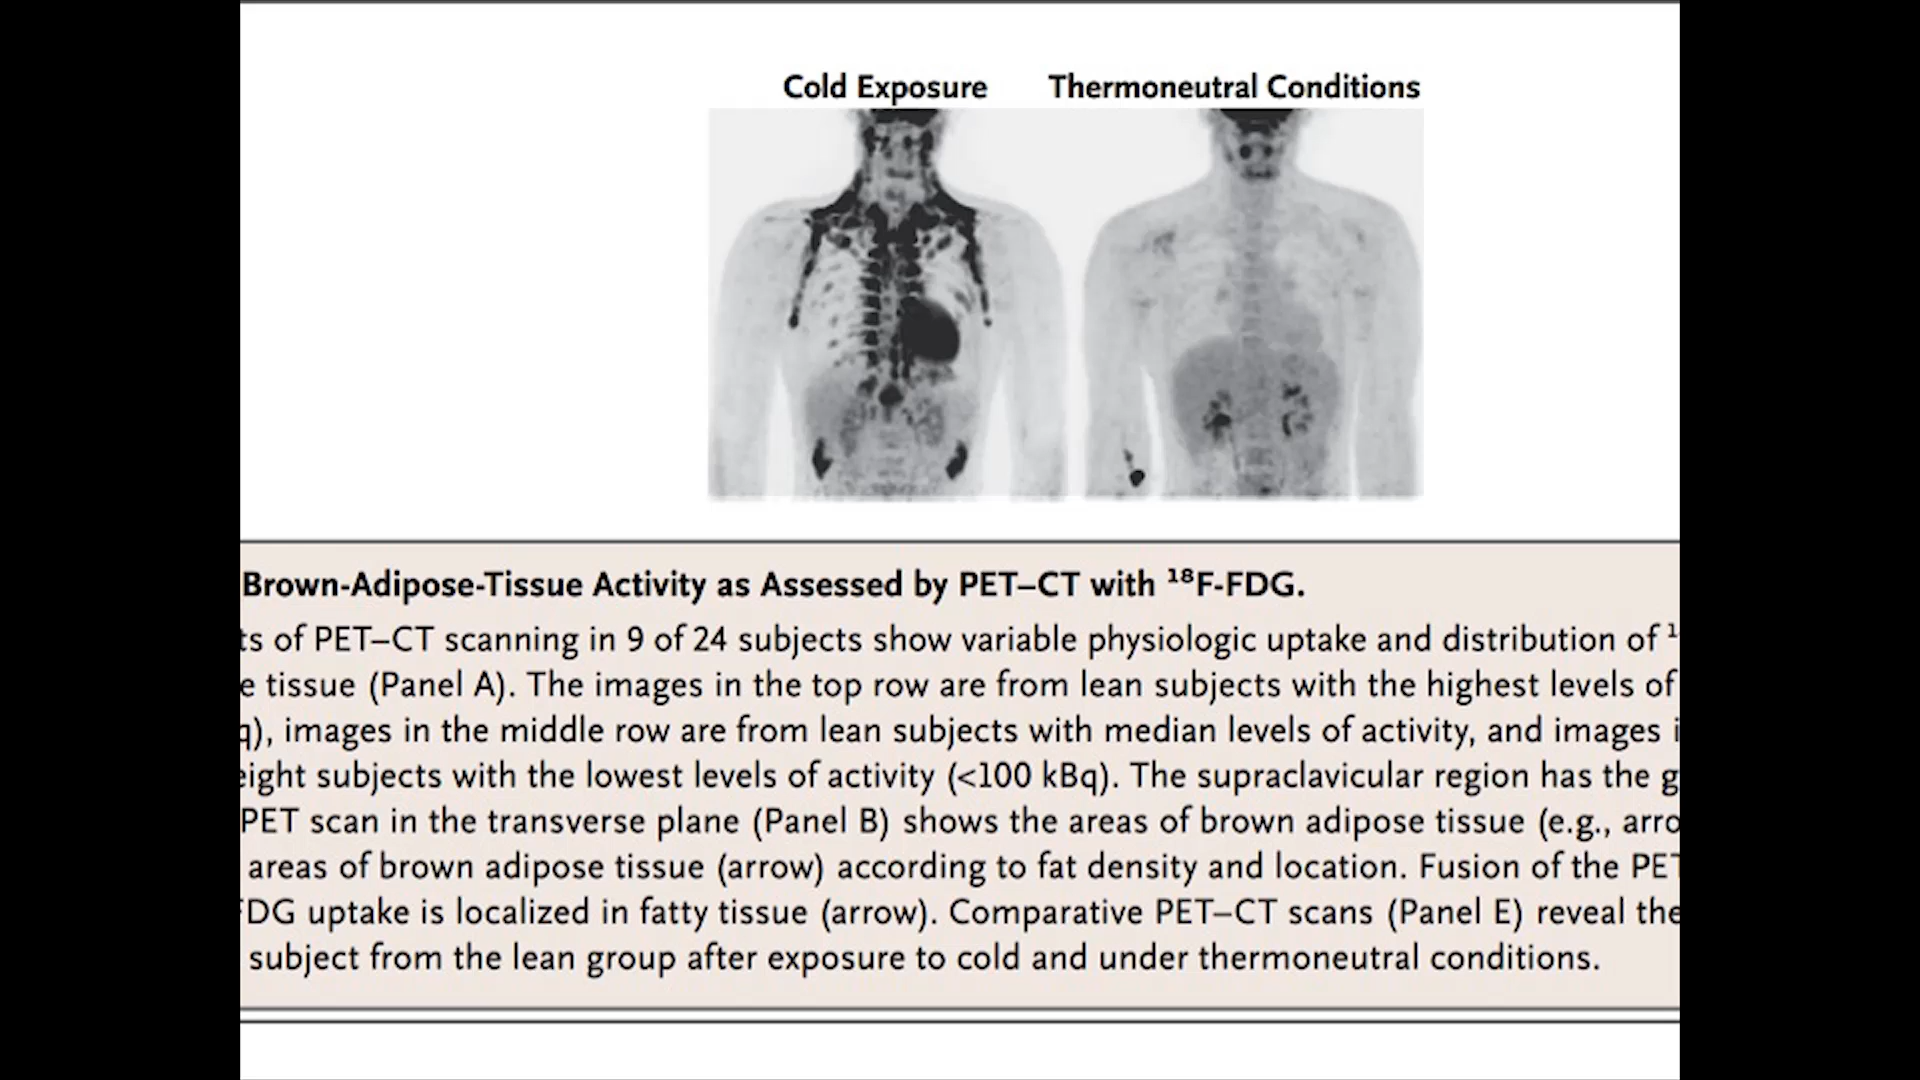 Cold Exposure Thermoneutral Conditions
Brown-Adipose-Tissue Activity as Assessed by PET–CT with ¹⁸F-FDG.
ts of PET–CT scanning in 9 of 24 subjects show variable physiologic uptake and distribution of ¹
e tissue (Panel A). The images in the top row are from lean subjects with the highest levels of
q), images in the middle row are from lean subjects with median levels of activity, and images i
eight subjects with the lowest levels of activity (<100 kBq). The supraclavicular region has the g
PET scan in the transverse plane (Panel B) shows the areas of brown adipose tissue (e.g., arro
areas of brown adipose tissue (arrow) according to fat density and location. Fusion of the PET
FDG uptake is localized in fatty tissue (arrow). Comparative PET–CT scans (Panel E) reveal the
subject from the lean group after exposure to cold and under thermoneutral conditions.